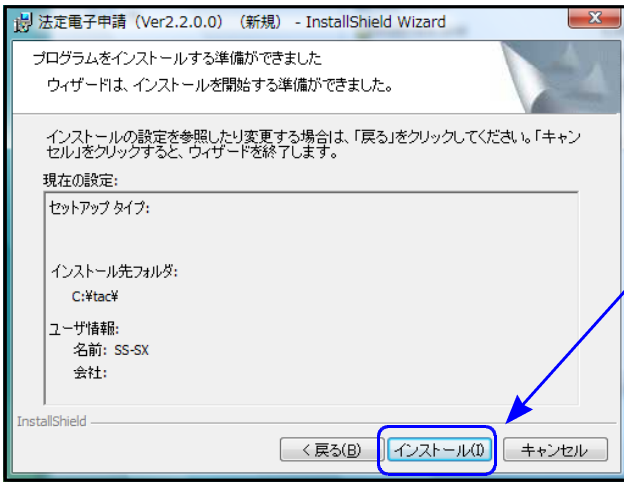 法定電子申請（Ver2.2.0.0）（新規） - InstallShield Wizard
プログラムをインストールする準備ができました
ウィザードは、インストールを開始する準備ができました。
インストールの設定を参照したり変更する場合は、「戻る」をクリックしてください。「キャン
セル」をクリックすると、ウィザードを終了します。
現在の設定:
セットアップ タイプ:
インストール先フォルダ:
C:¥tac¥
ユーザ情報:
名前: SS-SX
会社:
InstallShield
< 戻る(B)
インストール(I)
キャンセル